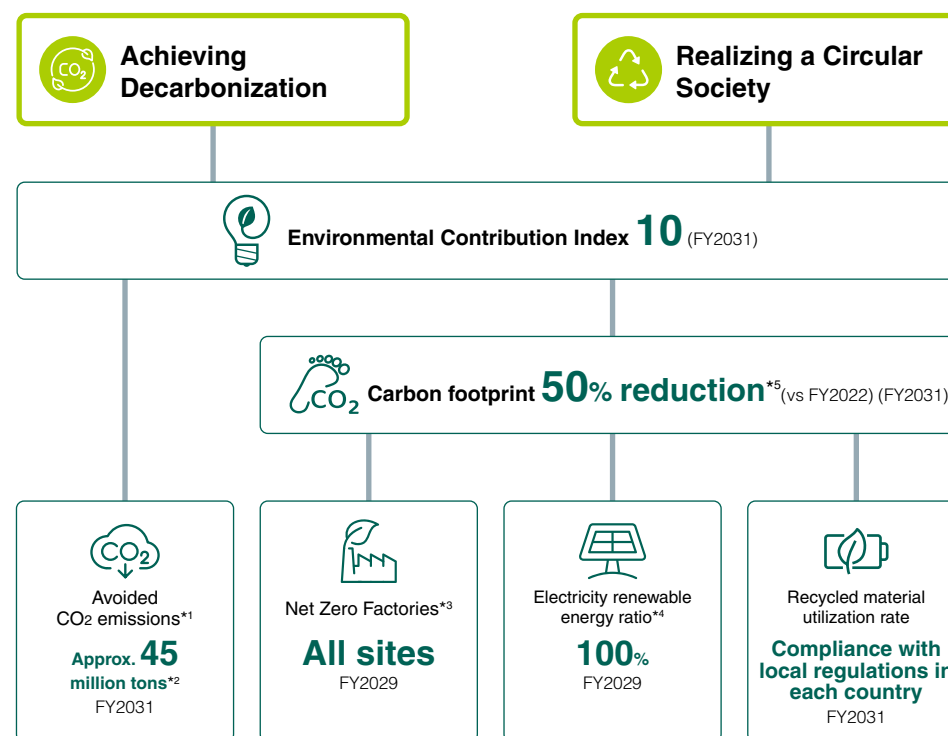 CO2
Achieving
Decarbonization
Realizing a Circular
Society
Environmental Contribution Index 10 (FY2031)
CO2
Carbon footprint 50% reduction*5(vs FY2022) (FY2031)
CO2
Avoided
CO2 emissions*1
Approx. 45
million tons*2
FY2031
Net Zero Factories*3
All sites
FY2029
Electricity renewable
energy ratio*4
100%
FY2029
Recycled material
utilization rate
Compliance with
local regulations in
each country
FY2031